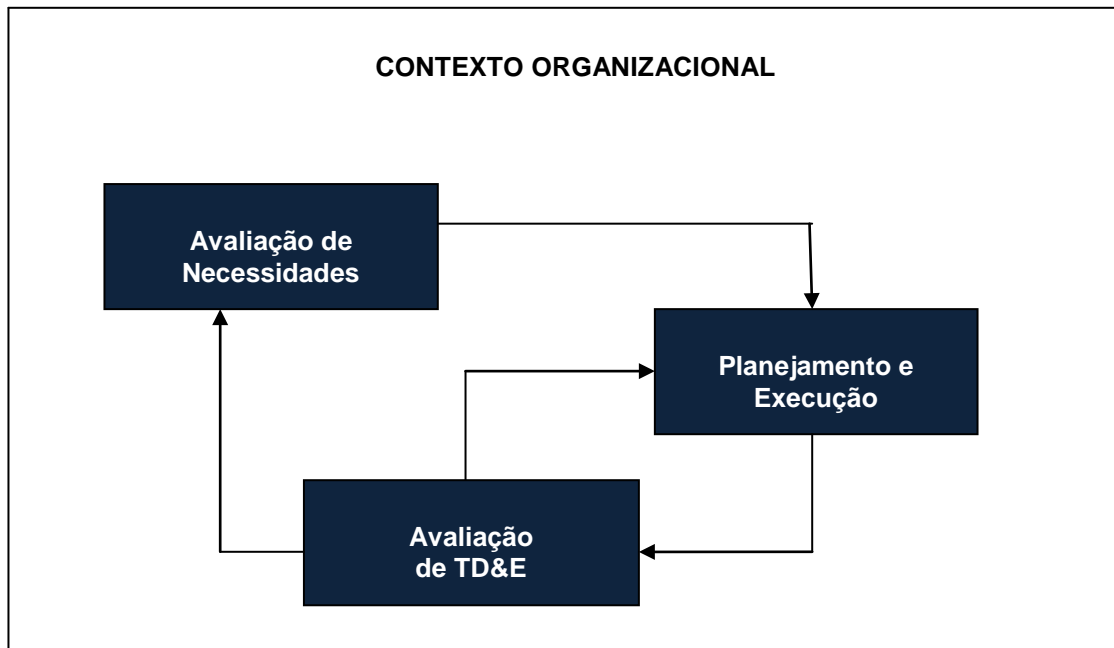 CONTEXTO ORGANIZACIONAL
Avaliação de
Necessidades
Planejamento e
Execução
Avaliação
de TD&E